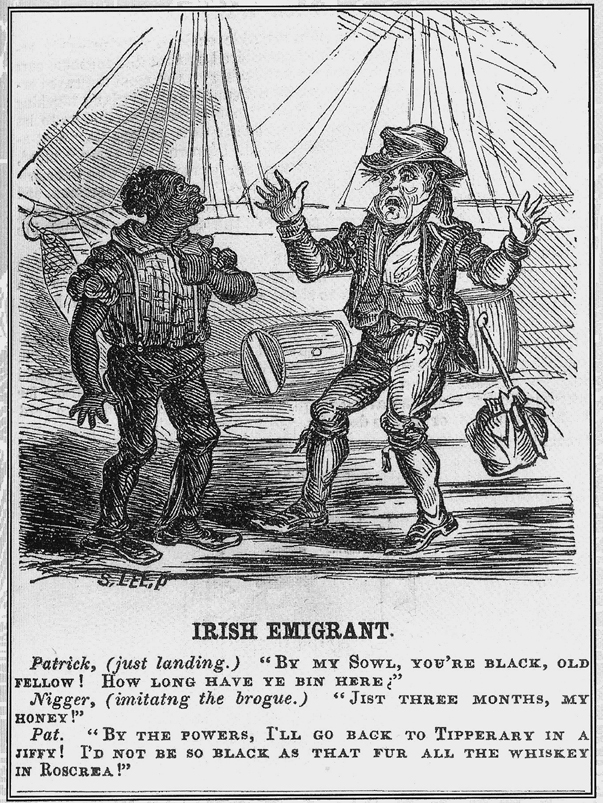 S. LEE. P
IRISH EMIGRANT.
Patrick, (just landing.) "BY MY SOWL, YOU'RE BLACK, OLD
FELLOW! HOW LONG HAVE YE BIN HERE?"
Nigger, (imitatng the brogue.) "JIST THREE MONTHS, MY
HONEY!"
Pat. "BY THE POWERS, I'LL GO BACK TO TIPPERARY IN A
JIFFY! I'D NOT BE SO BLACK AS THAT FUR ALL THE WHISKEY
IN ROSCREA!"